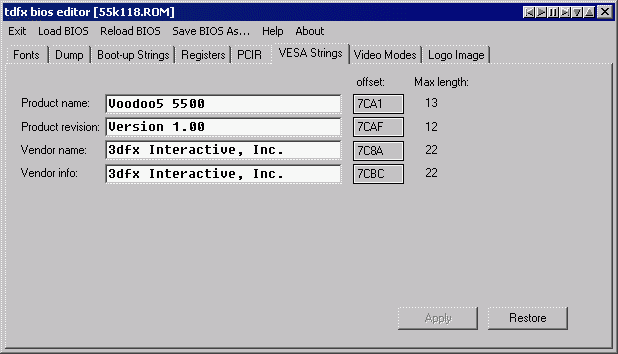 tdfx bios editor [55k118.ROM]
Exit Load BIOS Reload BIOS Save BIOS As... Help About
Fonts Dump Boot-up Strings Registers PCIR VESA Strings Video Modes Logo Image
offset: Max length:
Product name: Voodoo5 5500 7CA1 13
Product revision: Version 1.00 7CAF 12
Vendor name: 3dfx Interactive, Inc. 7C8A 22
Vendor info: 3dfx Interactive, Inc. 7CBC 22
Apply Restore